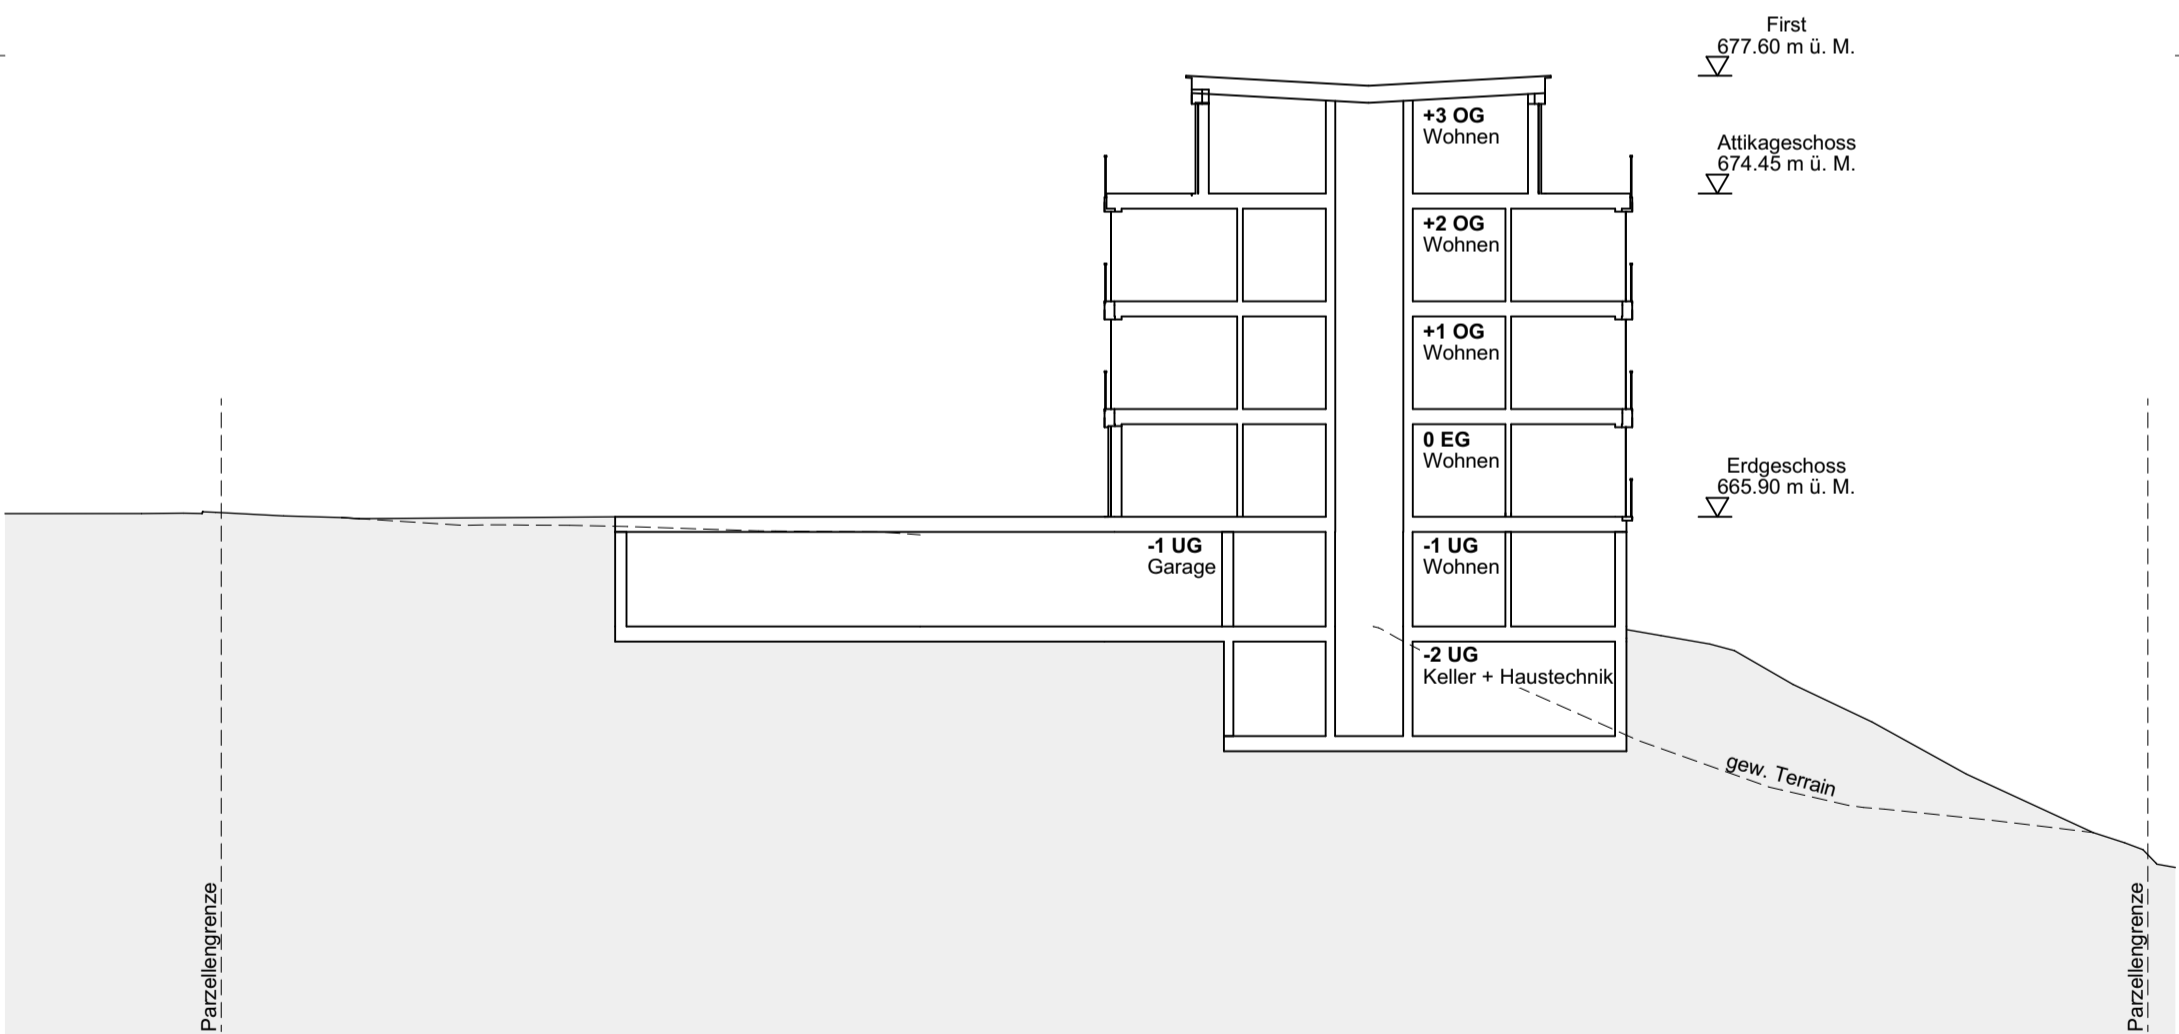 First
677.60 m ü. M.
+3 OG
Wohnen
Attikageschoss
674.45 m ü. M.
+2 OG
Wohnen
+1 OG
Wohnen
0 EG
Wohnen
Erdgeschoss
665.90 m ü. M.
-1 UG
Garage
-1 UG
Wohnen
-2 UG
Keller + Haustechnik
gew. Terrain
Parzellengrenze
Parzellengrenze